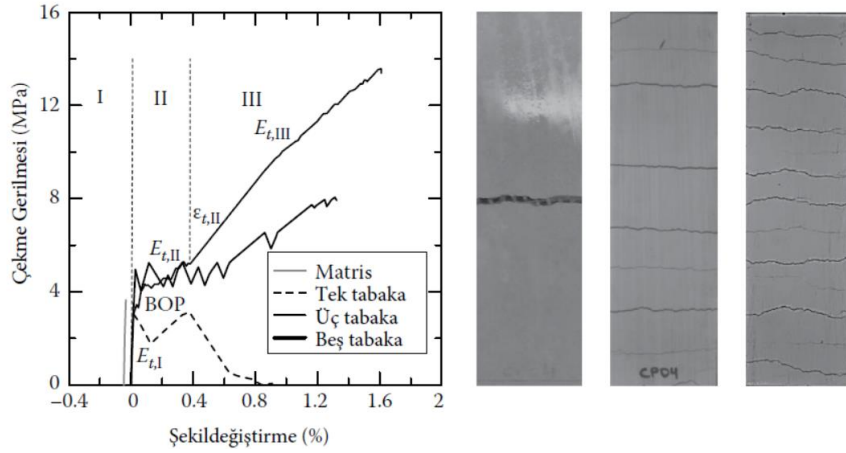 Çekme Gerilmesi (MPa)
16
12
8
4
0
I
II
III
E_t,III
ε_t,II
E_t,II
BOP
E_t,I
Matris
Tek tabaka
Üç tabaka
Beş tabaka
−0.4
0
0.4
0.8
1.2
1.6
2
Şekildeğiştirme (%)
CP04